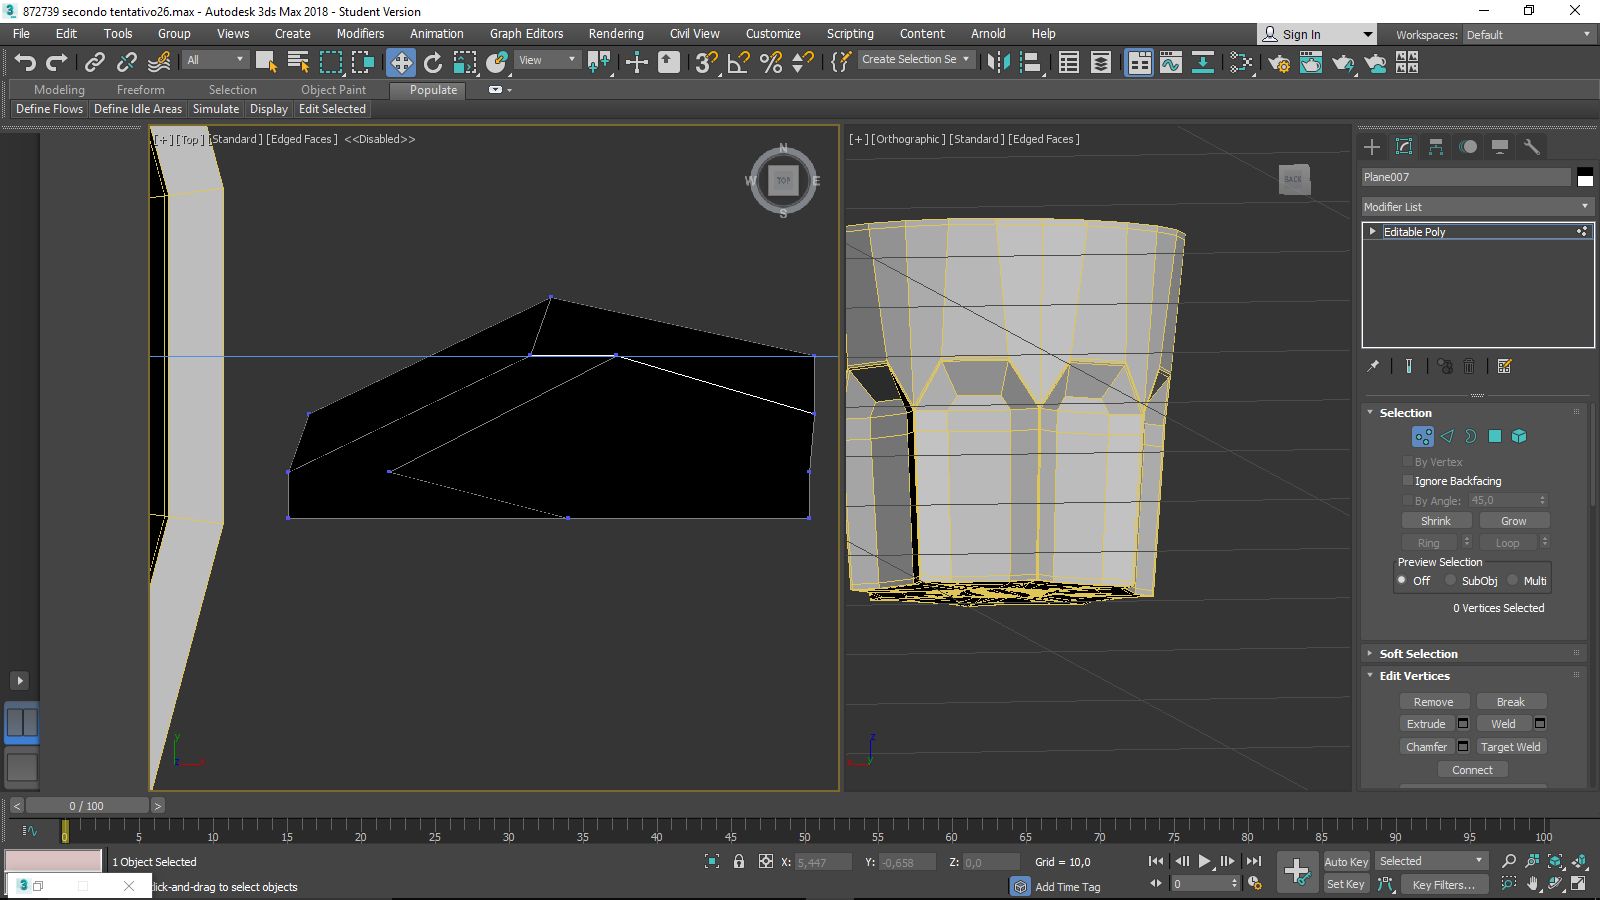 872739 secondo tentativo26.max - Autodesk 3ds Max 2018 - Student Version
File Edit Tools Group Views Create Modifiers Animation Graph Editors Rendering Civil View Customize Scripting Content Arnold Help Sign In Workspaces: Default
All View Create Selection Se
Modeling Freeform Selection Object Paint Populate
Define Flows Define Idle Areas Simulate Display Edit Selected
[+] [Top] [Standard] [Edged Faces] <<Disabled>>
[+] [Orthographic] [Standard] [Edged Faces]
N
W TOP E
S
BACK
Plane007
Modifier List
Editable Poly
Selection
By Vertex
Ignore Backfacing
By Angle: 45,0
Shrink Grow
Ring Loop
Preview Selection
Off SubObj Multi
0 Vertices Selected
Soft Selection
Edit Vertices
Remove Break
Extrude Weld
Chamfer Target Weld
Connect
y
z
< 0 / 100 >
0 5 10 15 20 25 30 35 40 45 50 55 60 65 70 75 80 85 90 95 100
1 Object Selected X: 5,447 Y: -0,658 Z: 0,0 Grid = 10,0 Auto Key Selected
lick-and-drag to select objects Add Time Tag 0 Set Key Key Filters...